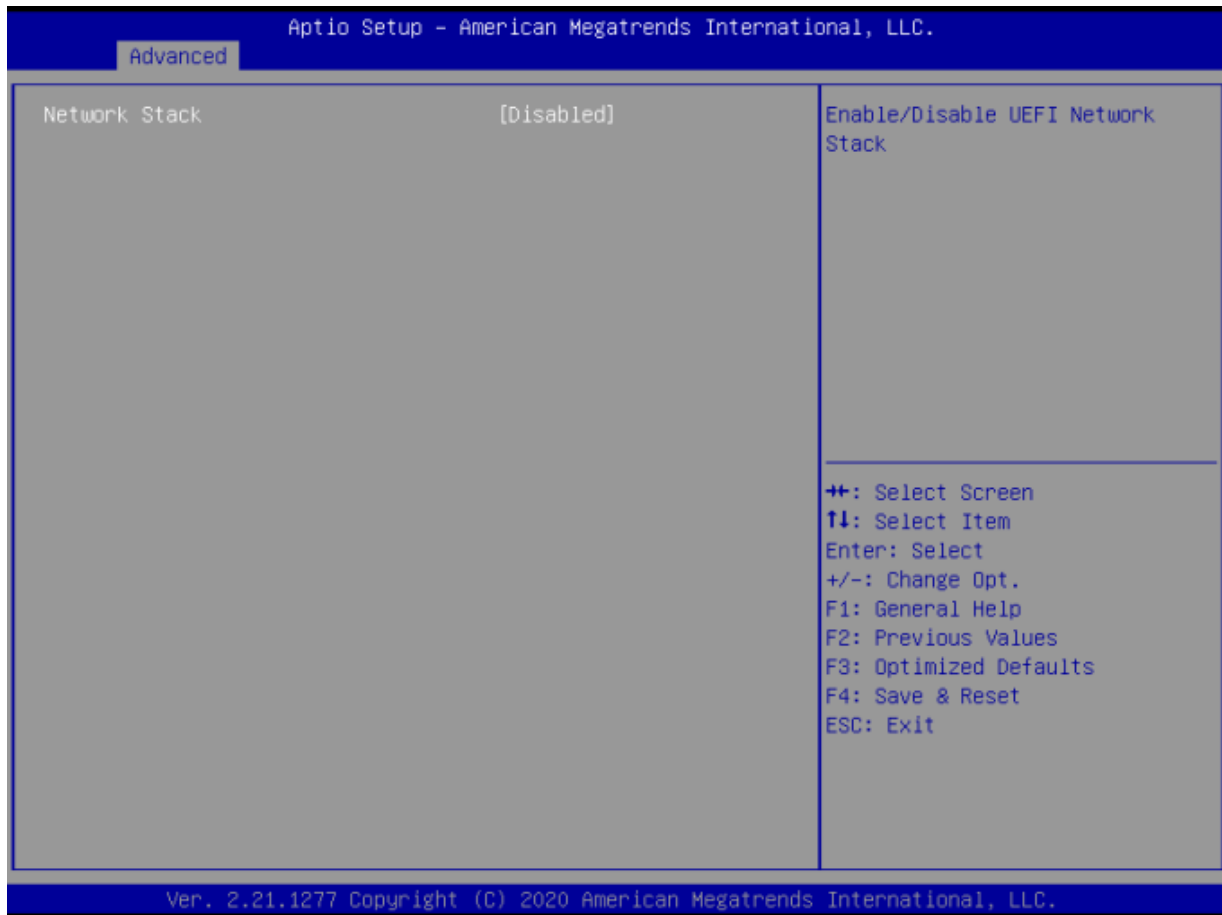 Aptio Setup – American Megatrends International, LLC.
Advanced
Network Stack [Disabled]
Enable/Disable UEFI Network
Stack
→←: Select Screen
↑↓: Select Item
Enter: Select
+/-: Change Opt.
F1: General Help
F2: Previous Values
F3: Optimized Defaults
F4: Save & Reset
ESC: Exit
Ver. 2.21.1277 Copyright (C) 2020 American Megatrends International, LLC.